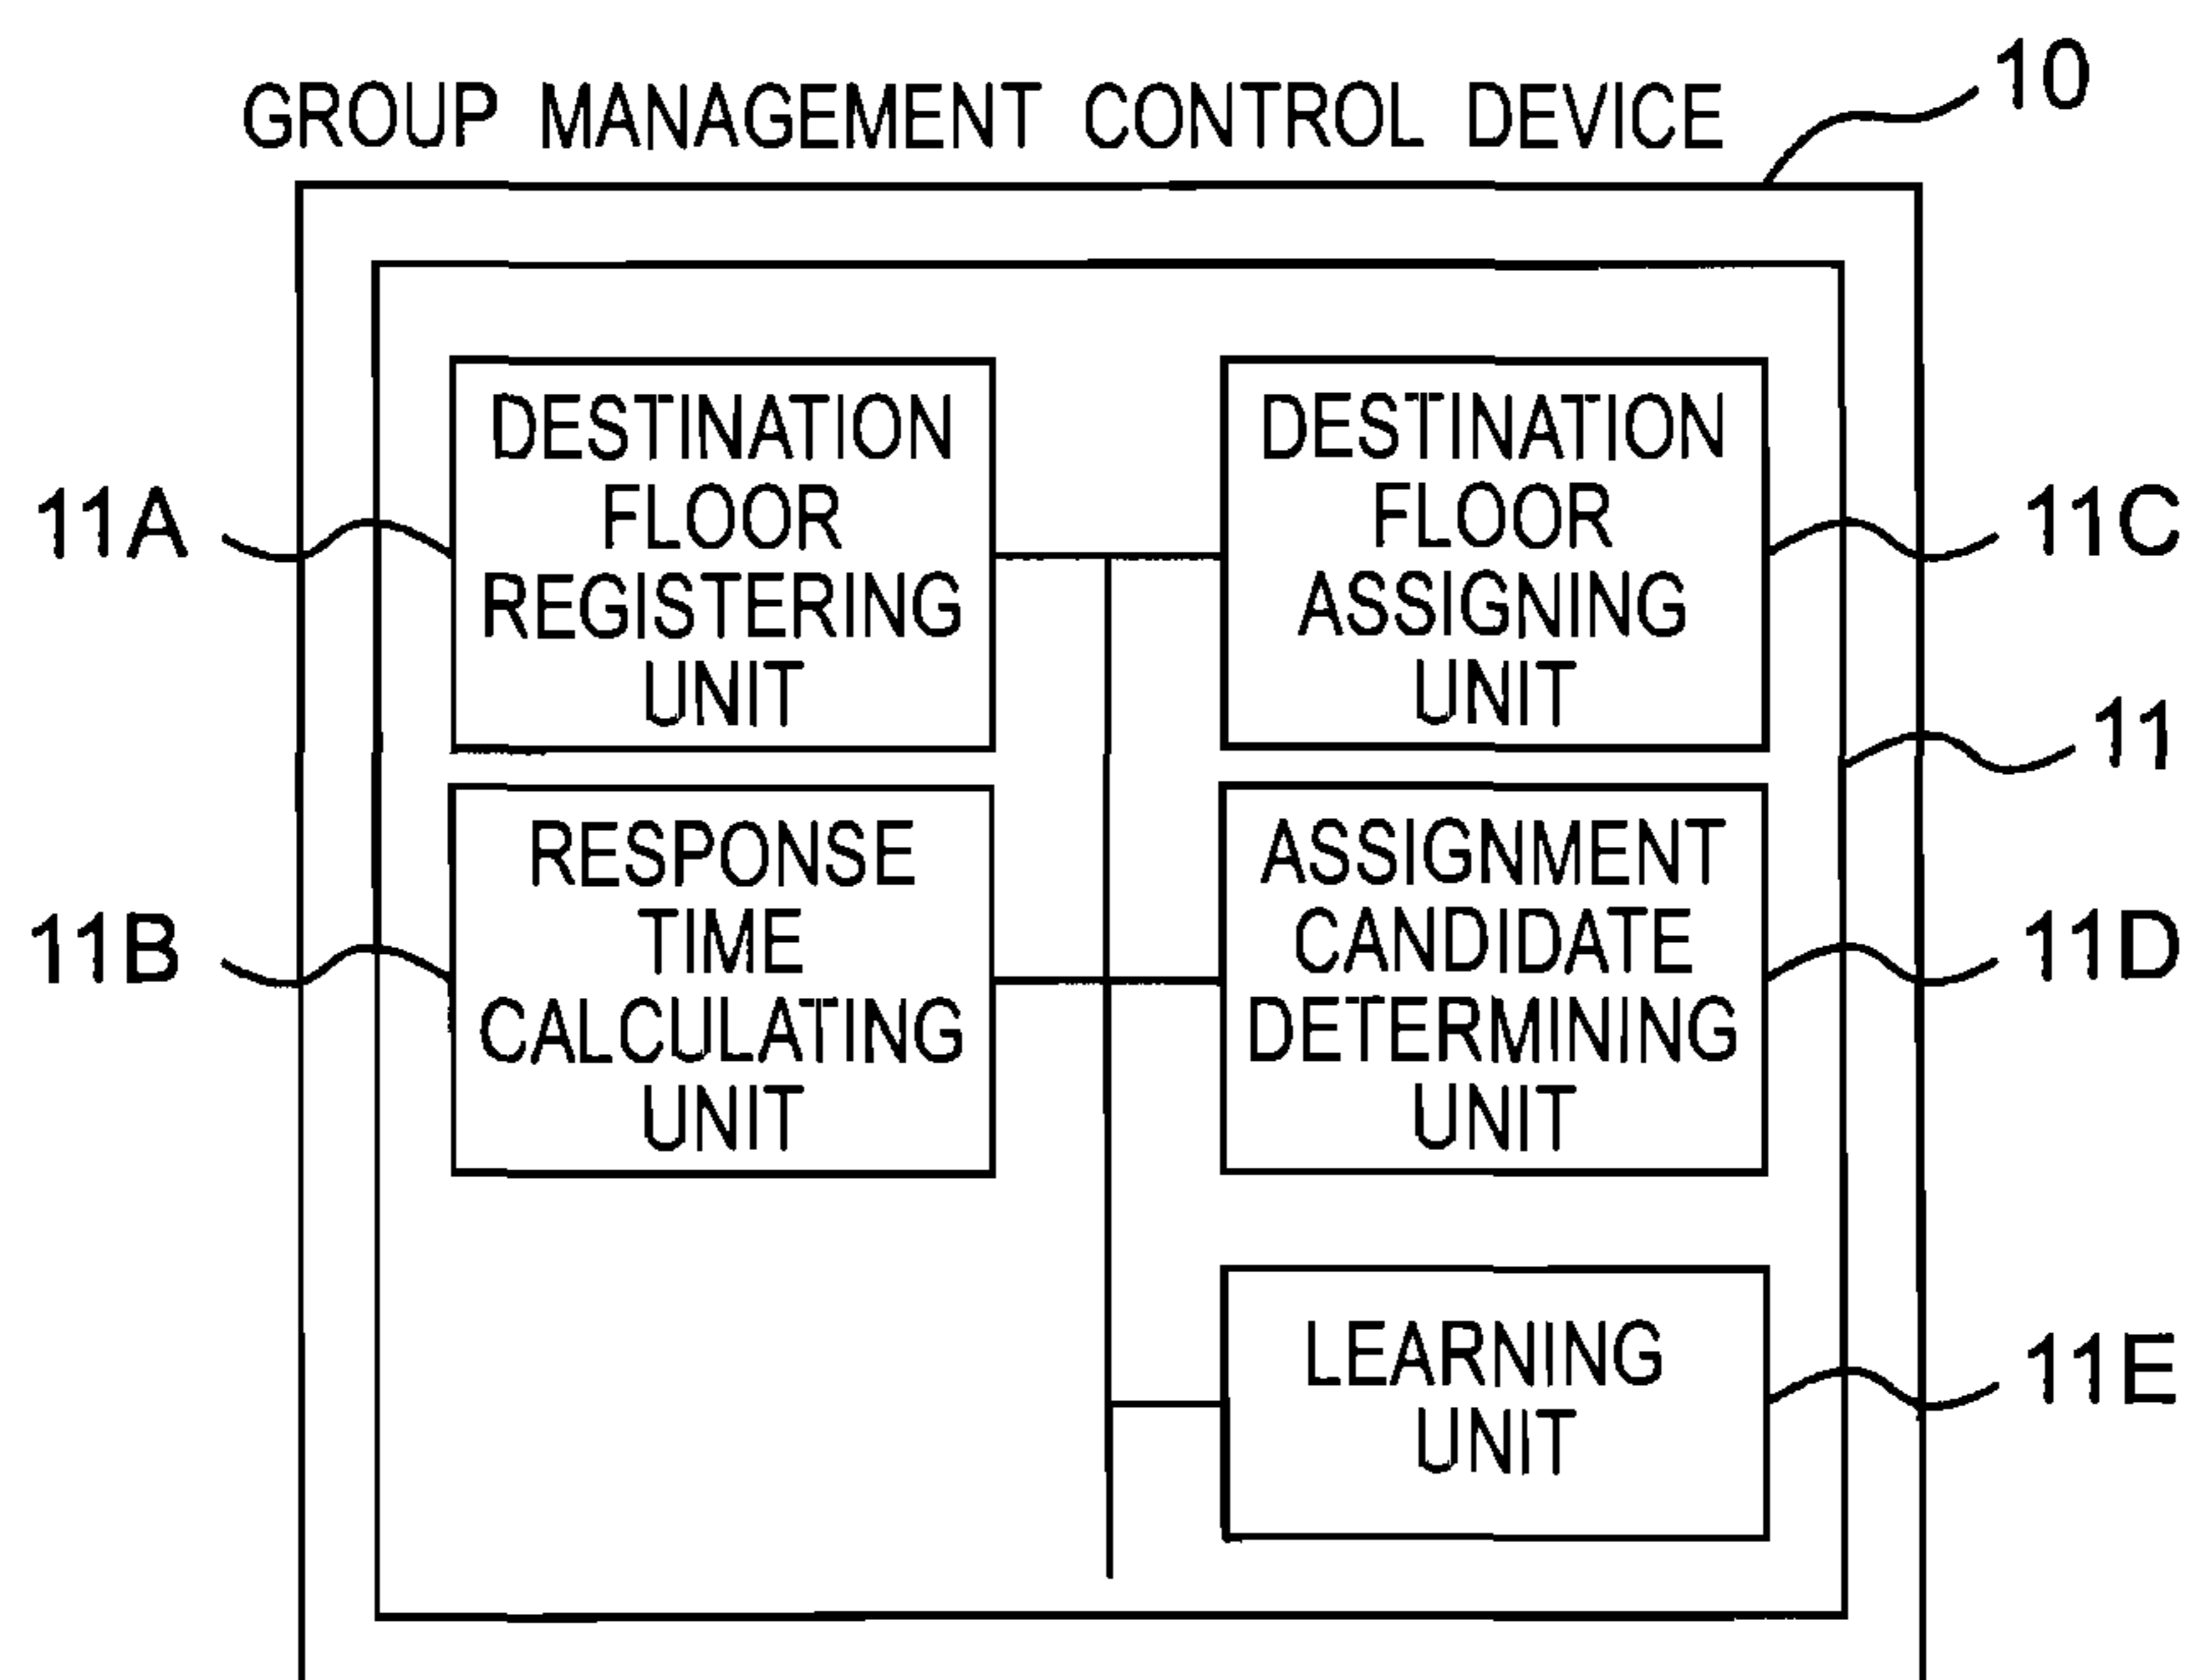 10
GROUP MANAGEMENT CONTROL DEVICE
11A
DESTINATION
FLOOR
REGISTERING
UNIT
DESTINATION
FLOOR
ASSIGNING
UNIT
11C
11
11B
RESPONSE
TIME
CALCULATING
UNIT
ASSIGNMENT
CANDIDATE
DETERMINING
UNIT
11D
LEARNING
UNIT
11E